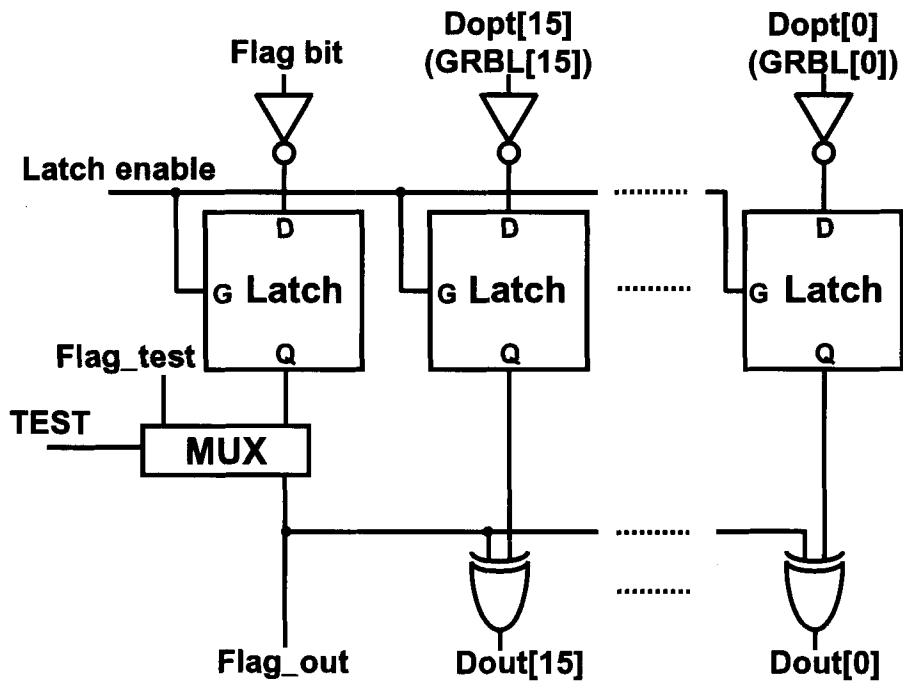 Flag bit
Dopt[15]
(GRBL[15])
Dopt[0]
(GRBL[0])
Latch enable
D
G Latch
Q
D
G Latch
Q
D
G Latch
Q
Flag_test
TEST
MUX
Flag_out
Dout[15]
Dout[0]